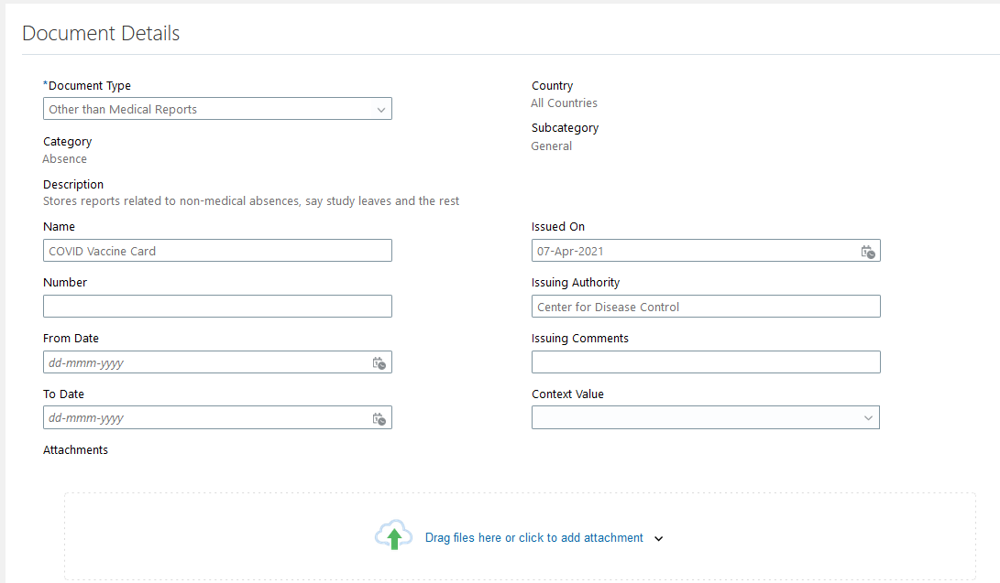 Document Details
*Document Type
Other than Medical Reports
Country
All Countries
Category
Absence
Subcategory
General
Description
Stores reports related to non-medical absences, say study leaves and the rest
Name
COVID Vaccine Card
Issued On
07-Apr-2021
Number
Issuing Authority
Center for Disease Control
From Date
dd-mmm-yyyy
Issuing Comments
To Date
dd-mmm-yyyy
Context Value
Attachments
Drag files here or click to add attachment